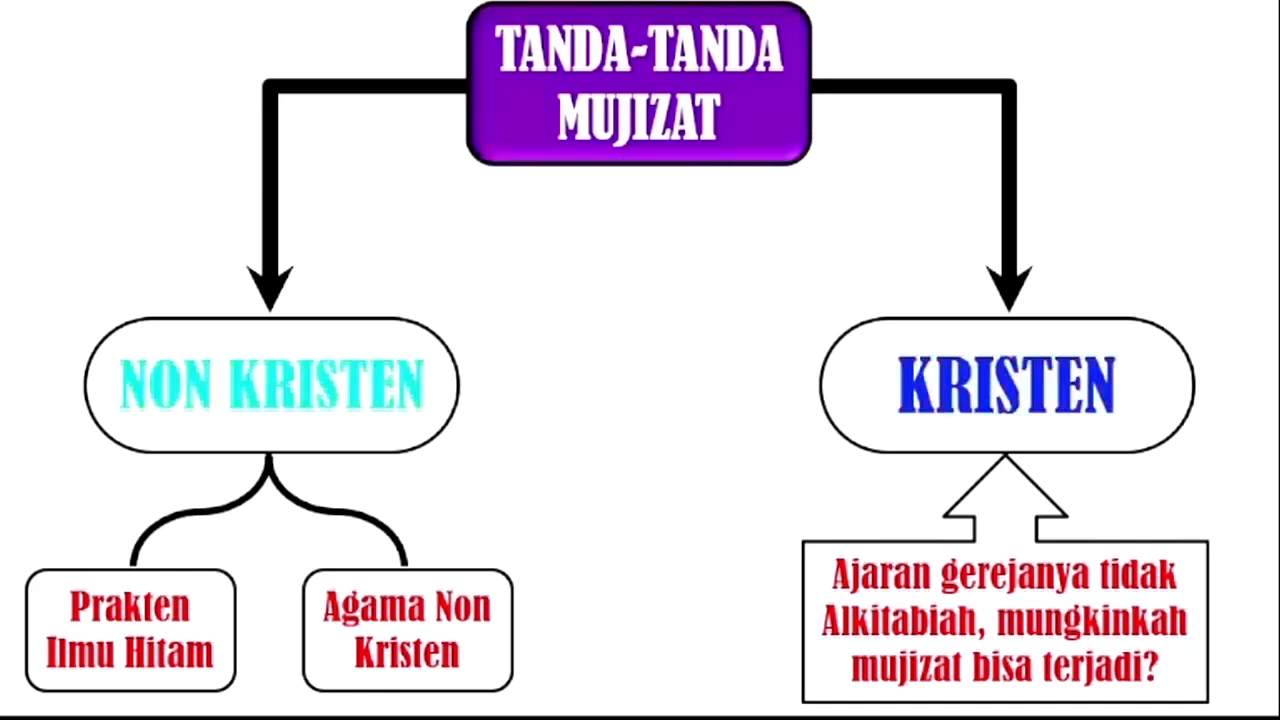 TANDA-TANDA
MUJIZAT
NON KRISTEN
KRISTEN
Prakten
Ilmu Hitam
Agama Non
Kristen
Ajaran gerejanya tidak
Alkitabiah, mungkinkah
mujizat bisa terjadi?